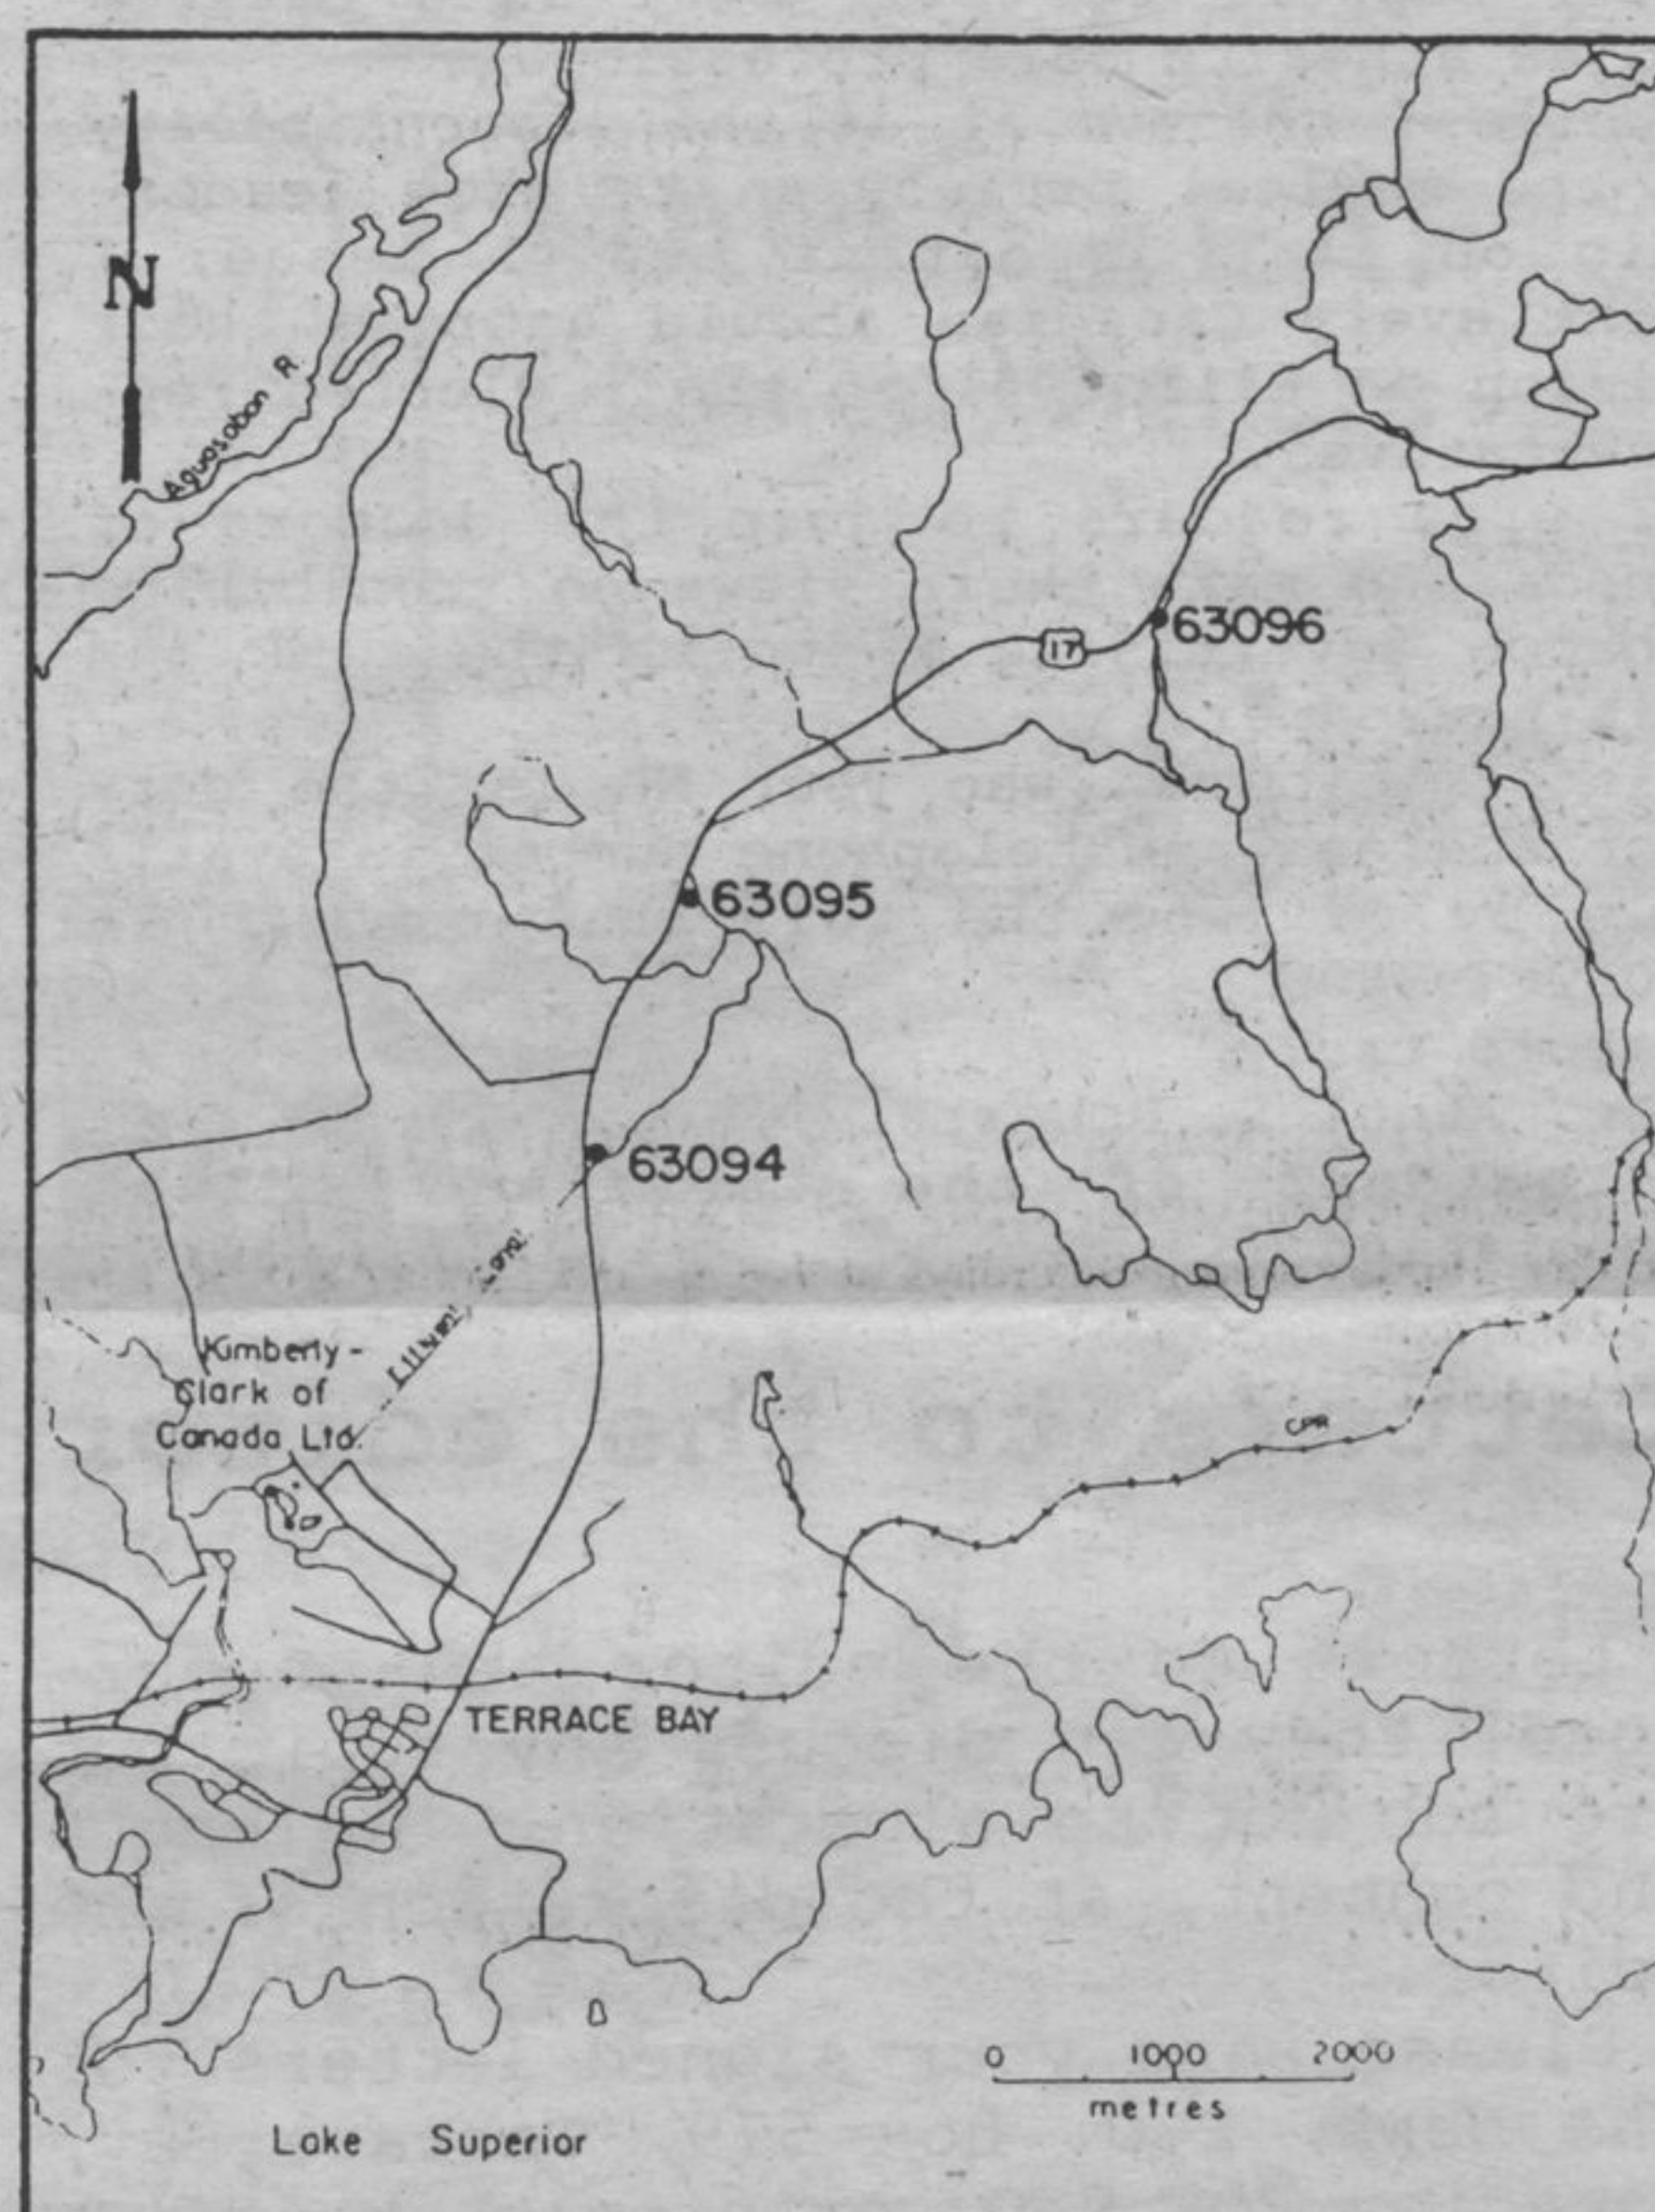 N
Aguasabon R
63096
17
63095
63094
Kimberly-
Clark of
Canada Ltd.
CPR
TERRACE BAY
0 1000 2000
metres
Lake Superior